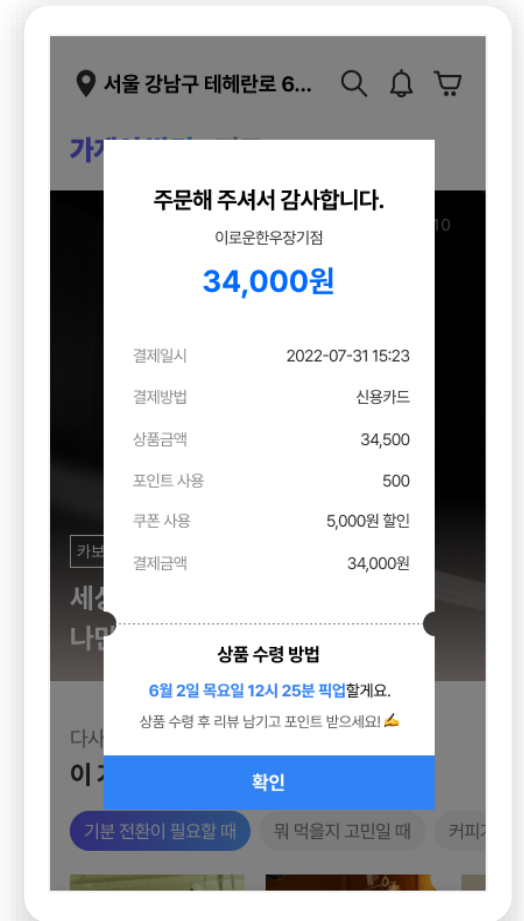 서울 강남구 테헤란로 6...
주문해 주셔서 감사합니다.
이로운한우장기점
34,000원
결제일시 2022-07-31 15:23
결제방법 신용카드
상품금액 34,500
포인트 사용 500
쿠폰 사용 5,000원 할인
결제금액 34,000원
상품 수령 방법
6월 2일 목요일 12시 25분 픽업할게요.
상품 수령 후 리뷰 남기고 포인트 받으세요! ✍️
확인
기분 전환이 필요할 때
뭐 먹을지 고민일 때